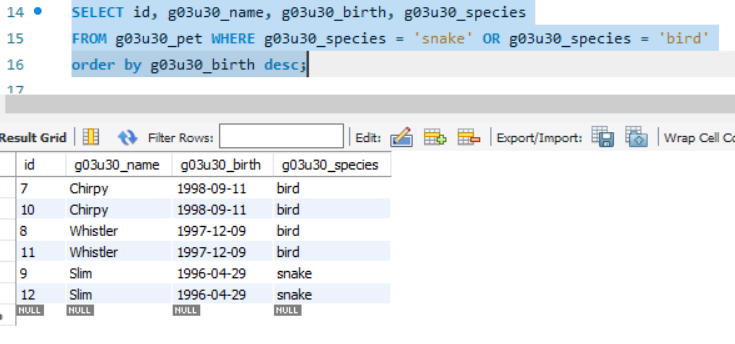 14 SELECT id, g03u30_name, g03u30_birth, g03u30_species
15 FROM g03u30_pet WHERE g03u30_species = 'snake' OR g03u30_species = 'bird'
16 order by g03u30_birth desc;
17
Result Grid Filter Rows: Edit: Export/Import: Wrap Cell Co
id g03u30_name g03u30_birth g03u30_species
7 Chirpy 1998-09-11 bird
10 Chirpy 1998-09-11 bird
8 Whistler 1997-12-09 bird
11 Whistler 1997-12-09 bird
9 Slim 1996-04-29 snake
12 Slim 1996-04-29 snake
NULL NULL NULL NULL